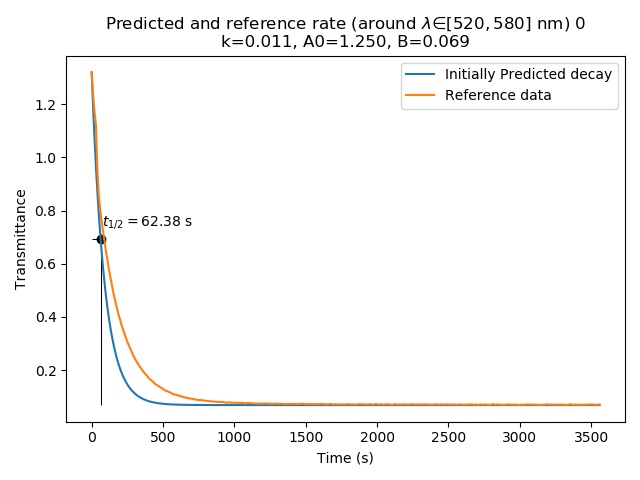 Predicted and reference rate (around λ∈[520, 580] nm) 0
k=0.011, A0=1.250, B=0.069
Initially Predicted decay
Reference data
1.2
1.0
0.8
0.6
0.4
0.2
Transmittance
t1/2 = 62.38 s
0 500 1000 1500 2000 2500 3000 3500
Time (s)